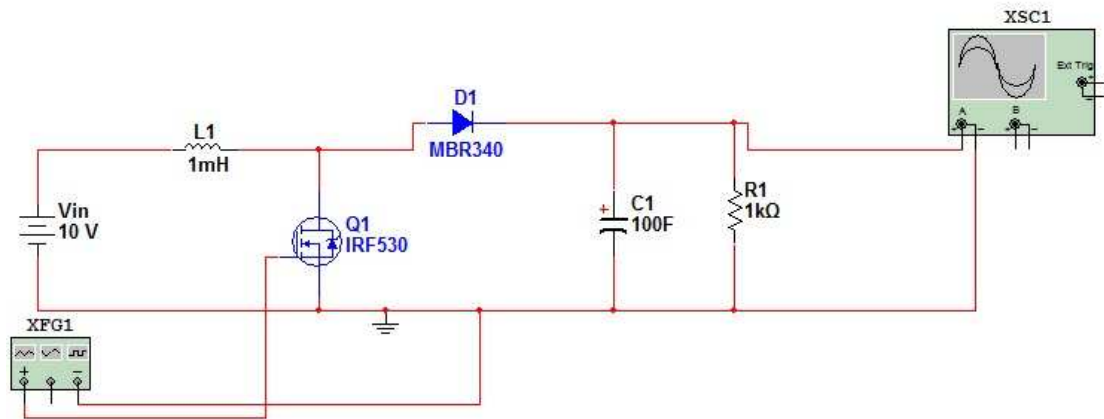 XSC1
Ext Trig
+
−
A
B
+
−
+
−
D1
MBR340
L1
1mH
Vin
10 V
Q1
IRF530
+
C1
100F
R1
1kΩ
XFG1
+
−